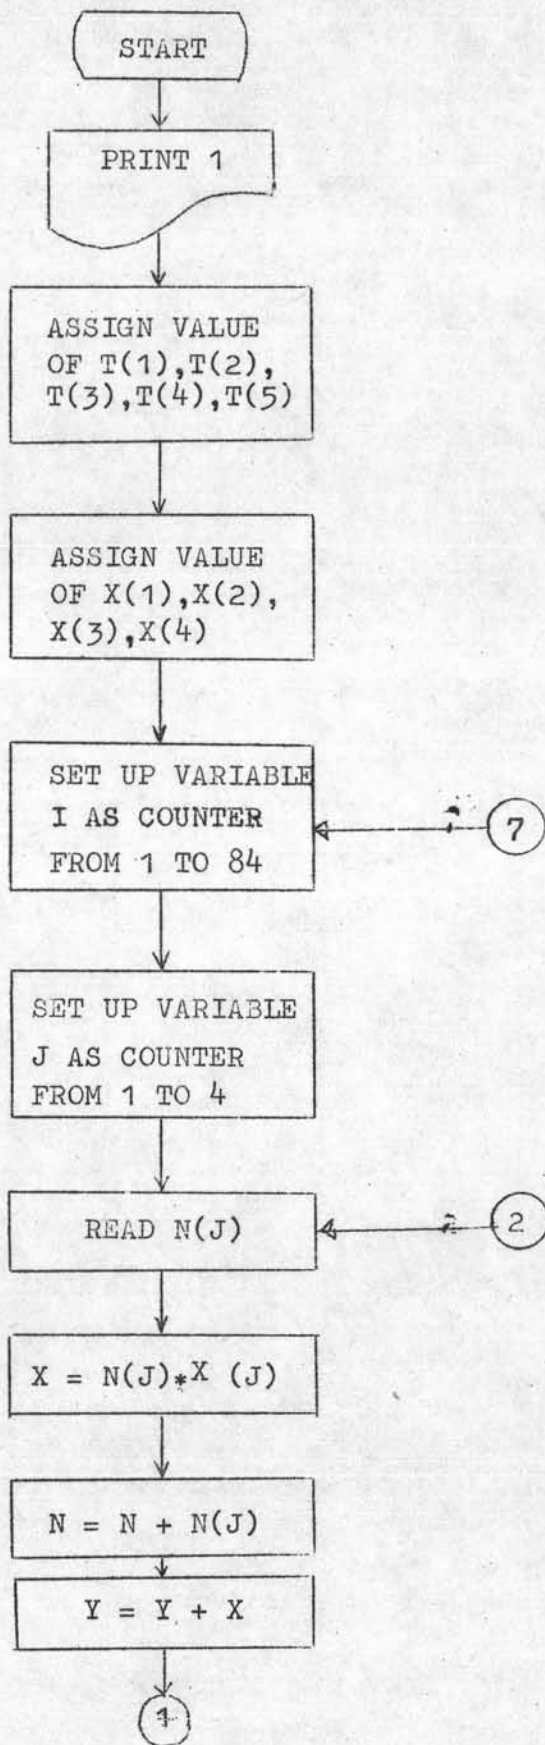 START
PRINT 1
ASSIGN VALUE
OF T(1),T(2),
T(3),T(4),T(5)
ASSIGN VALUE
OF X(1),X(2),
X(3),X(4)
SET UP VARIABLE
I AS COUNTER
FROM 1 TO 84
7
SET UP VARIABLE
J AS COUNTER
FROM 1 TO 4
READ N(J)
2
X = N(J)*X (J)
N = N + N(J)
Y = Y + X
1